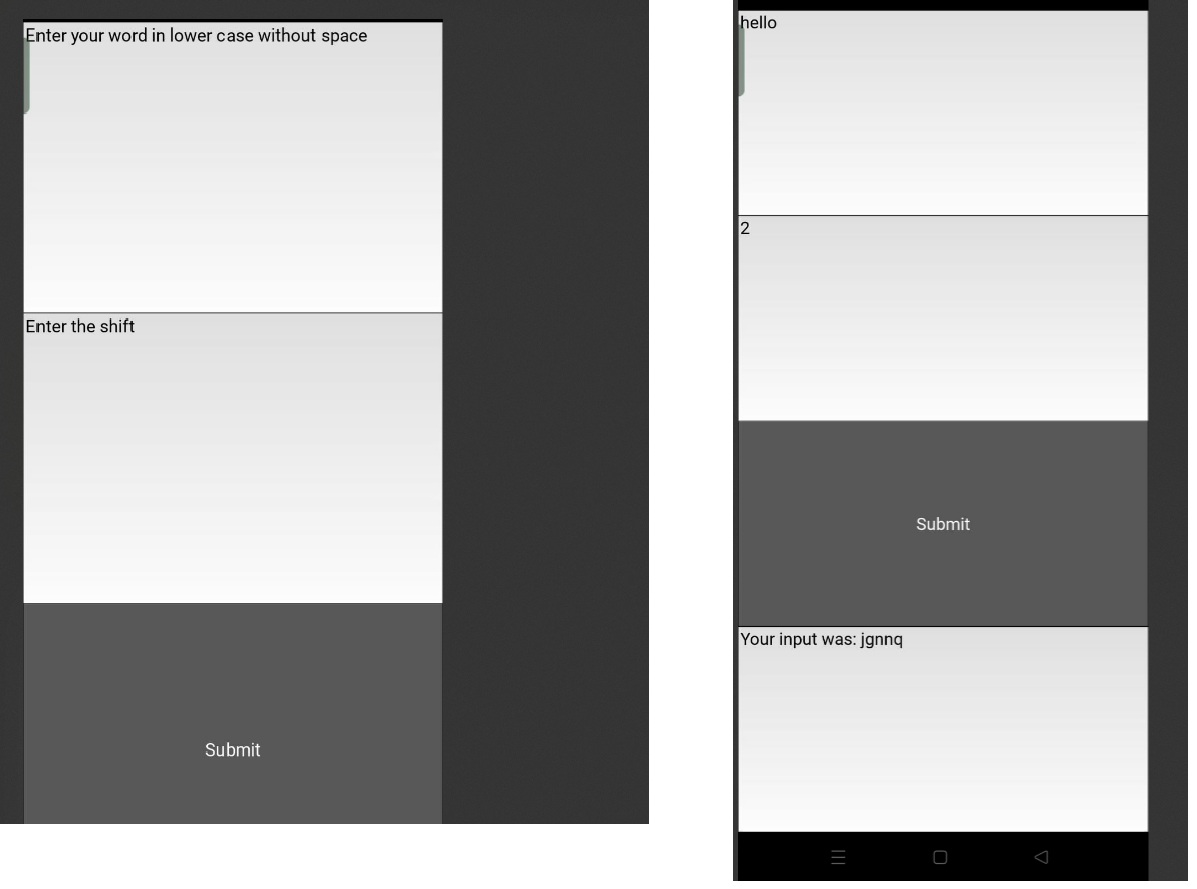 Enter your word in lower case without space
Enter the shift
Submit
hello
2
Submit
Your input was: jgnnq